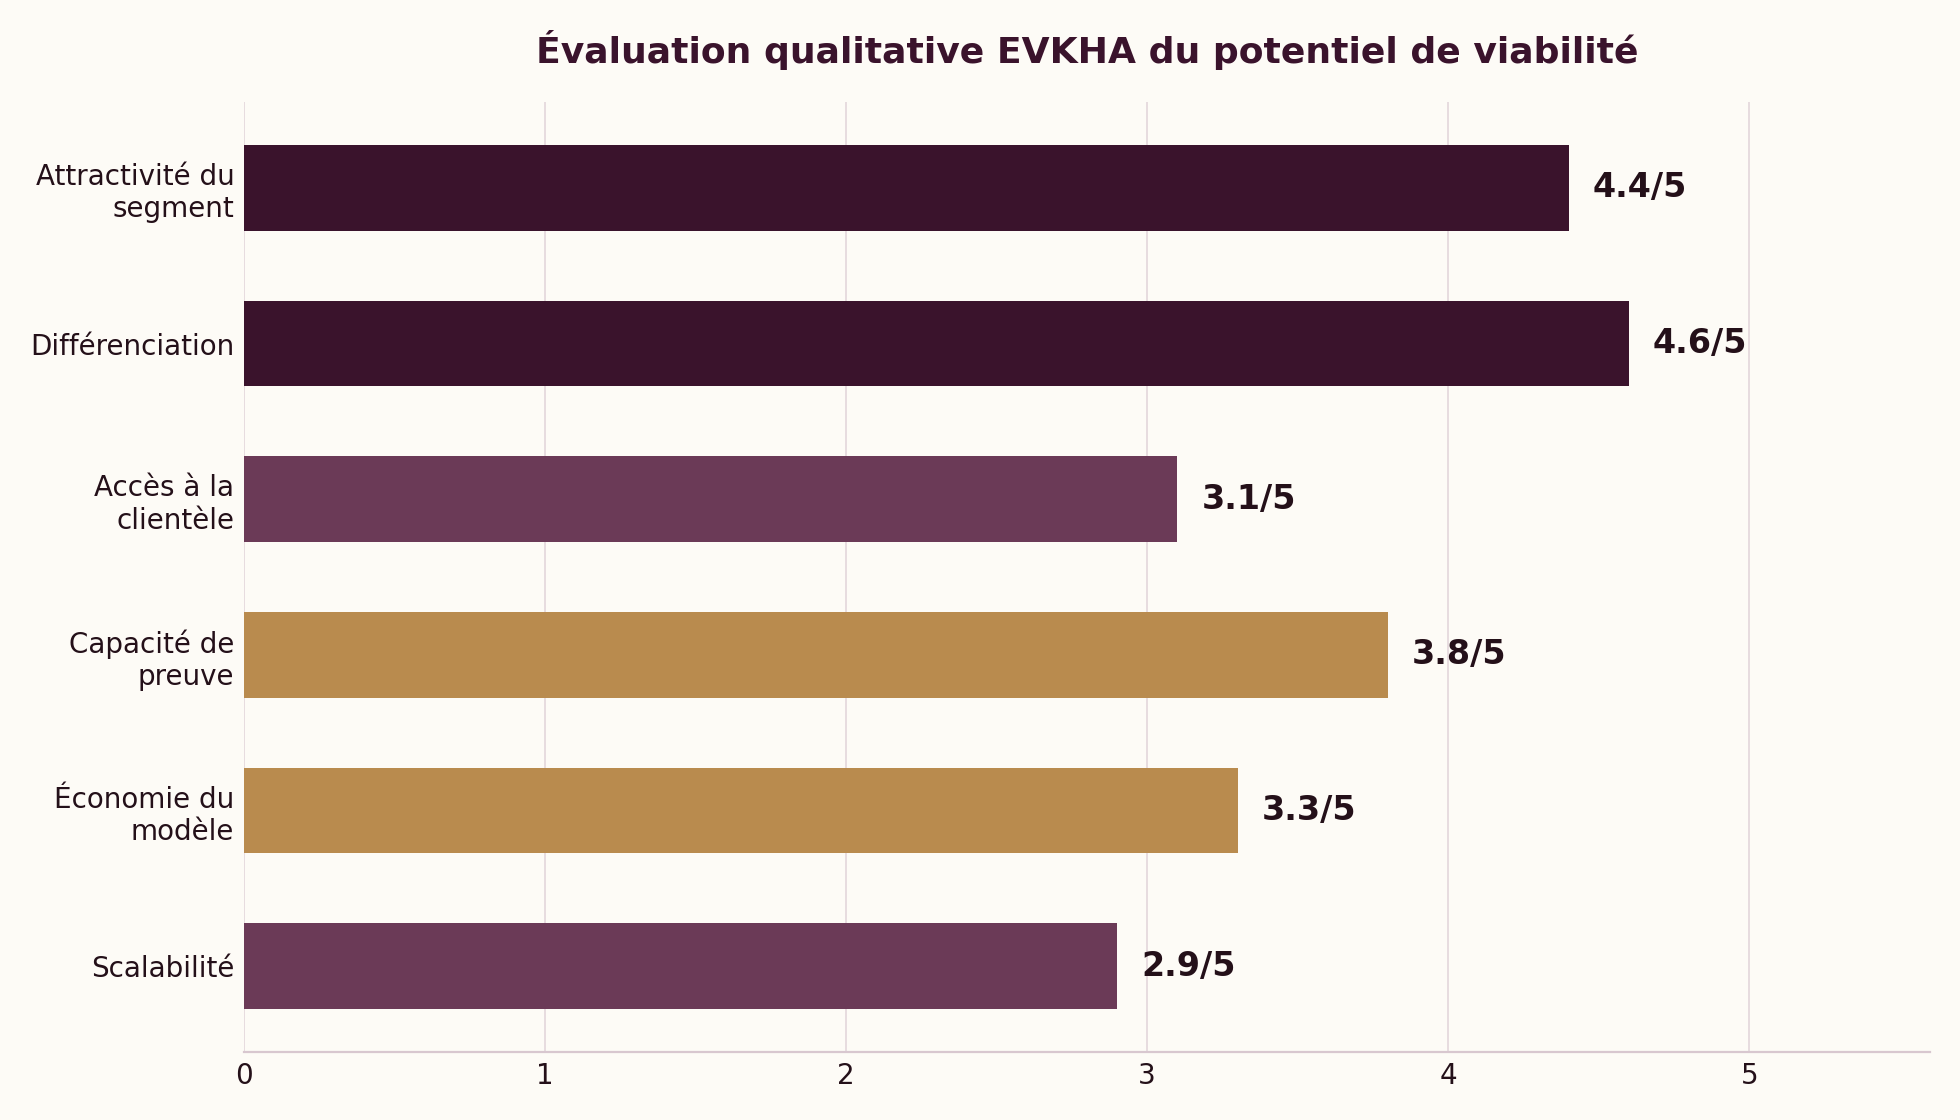 Évaluation qualitative EVKHA du potentiel de viabilité
Attractivité du
segment
4.4/5
Différenciation
4.6/5
Accès à la
clientèle
3.1/5
Capacité de
preuve
3.8/5
Économie du
modèle
3.3/5
Scalabilité
2.9/5
0 1 2 3 4 5